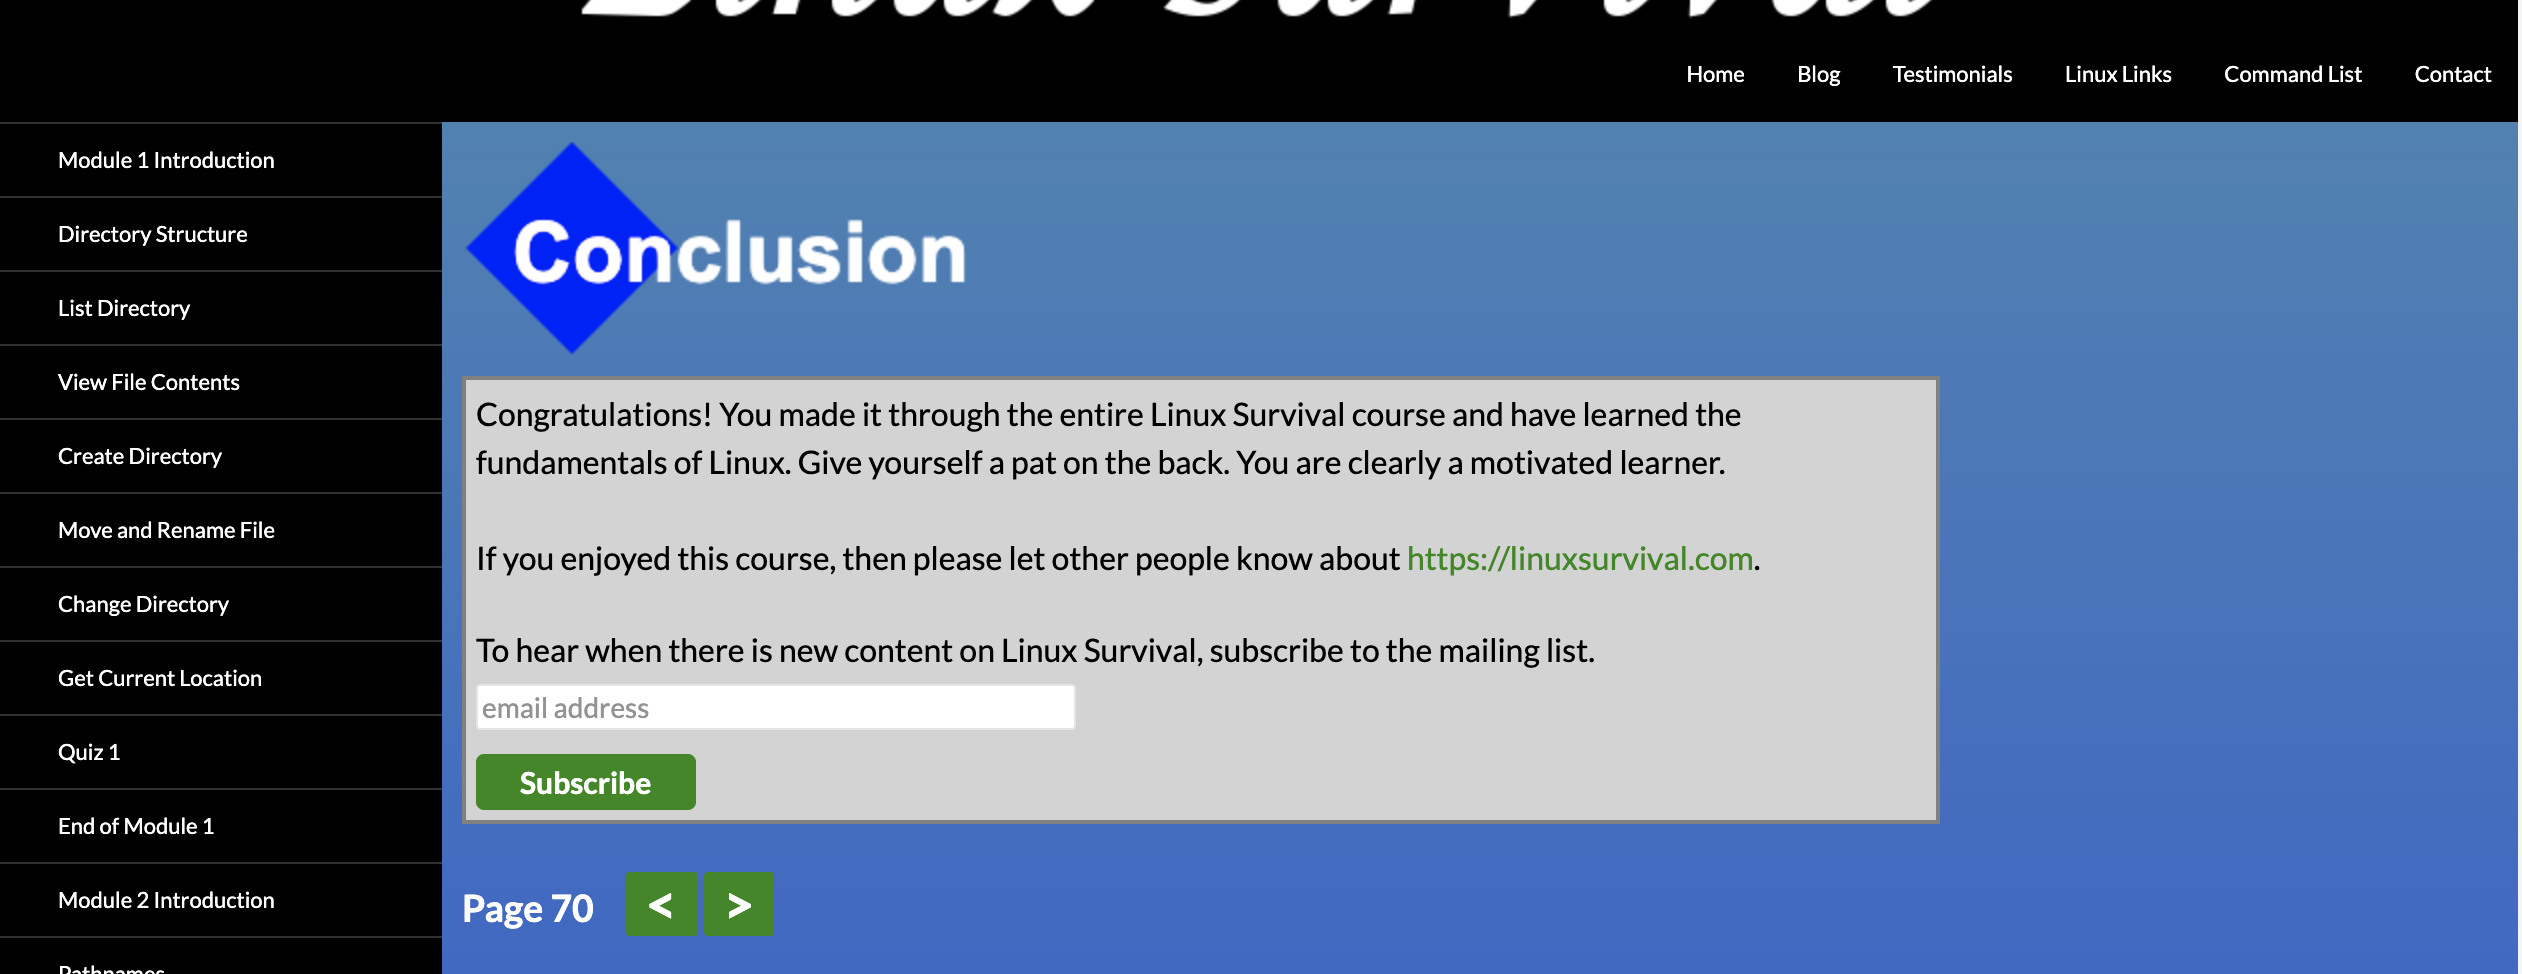 Home Blog Testimonials Linux Links Command List Contact
Module 1 Introduction
Directory Structure
List Directory
View File Contents
Create Directory
Move and Rename File
Change Directory
Get Current Location
Quiz 1
End of Module 1
Module 2 Introduction
Pathnames
Conclusion
Congratulations! You made it through the entire Linux Survival course and have learned the
fundamentals of Linux. Give yourself a pat on the back. You are clearly a motivated learner.
If you enjoyed this course, then please let other people know about https://linuxsurvival.com.
To hear when there is new content on Linux Survival, subscribe to the mailing list.
email address
Subscribe
Page 70 < >